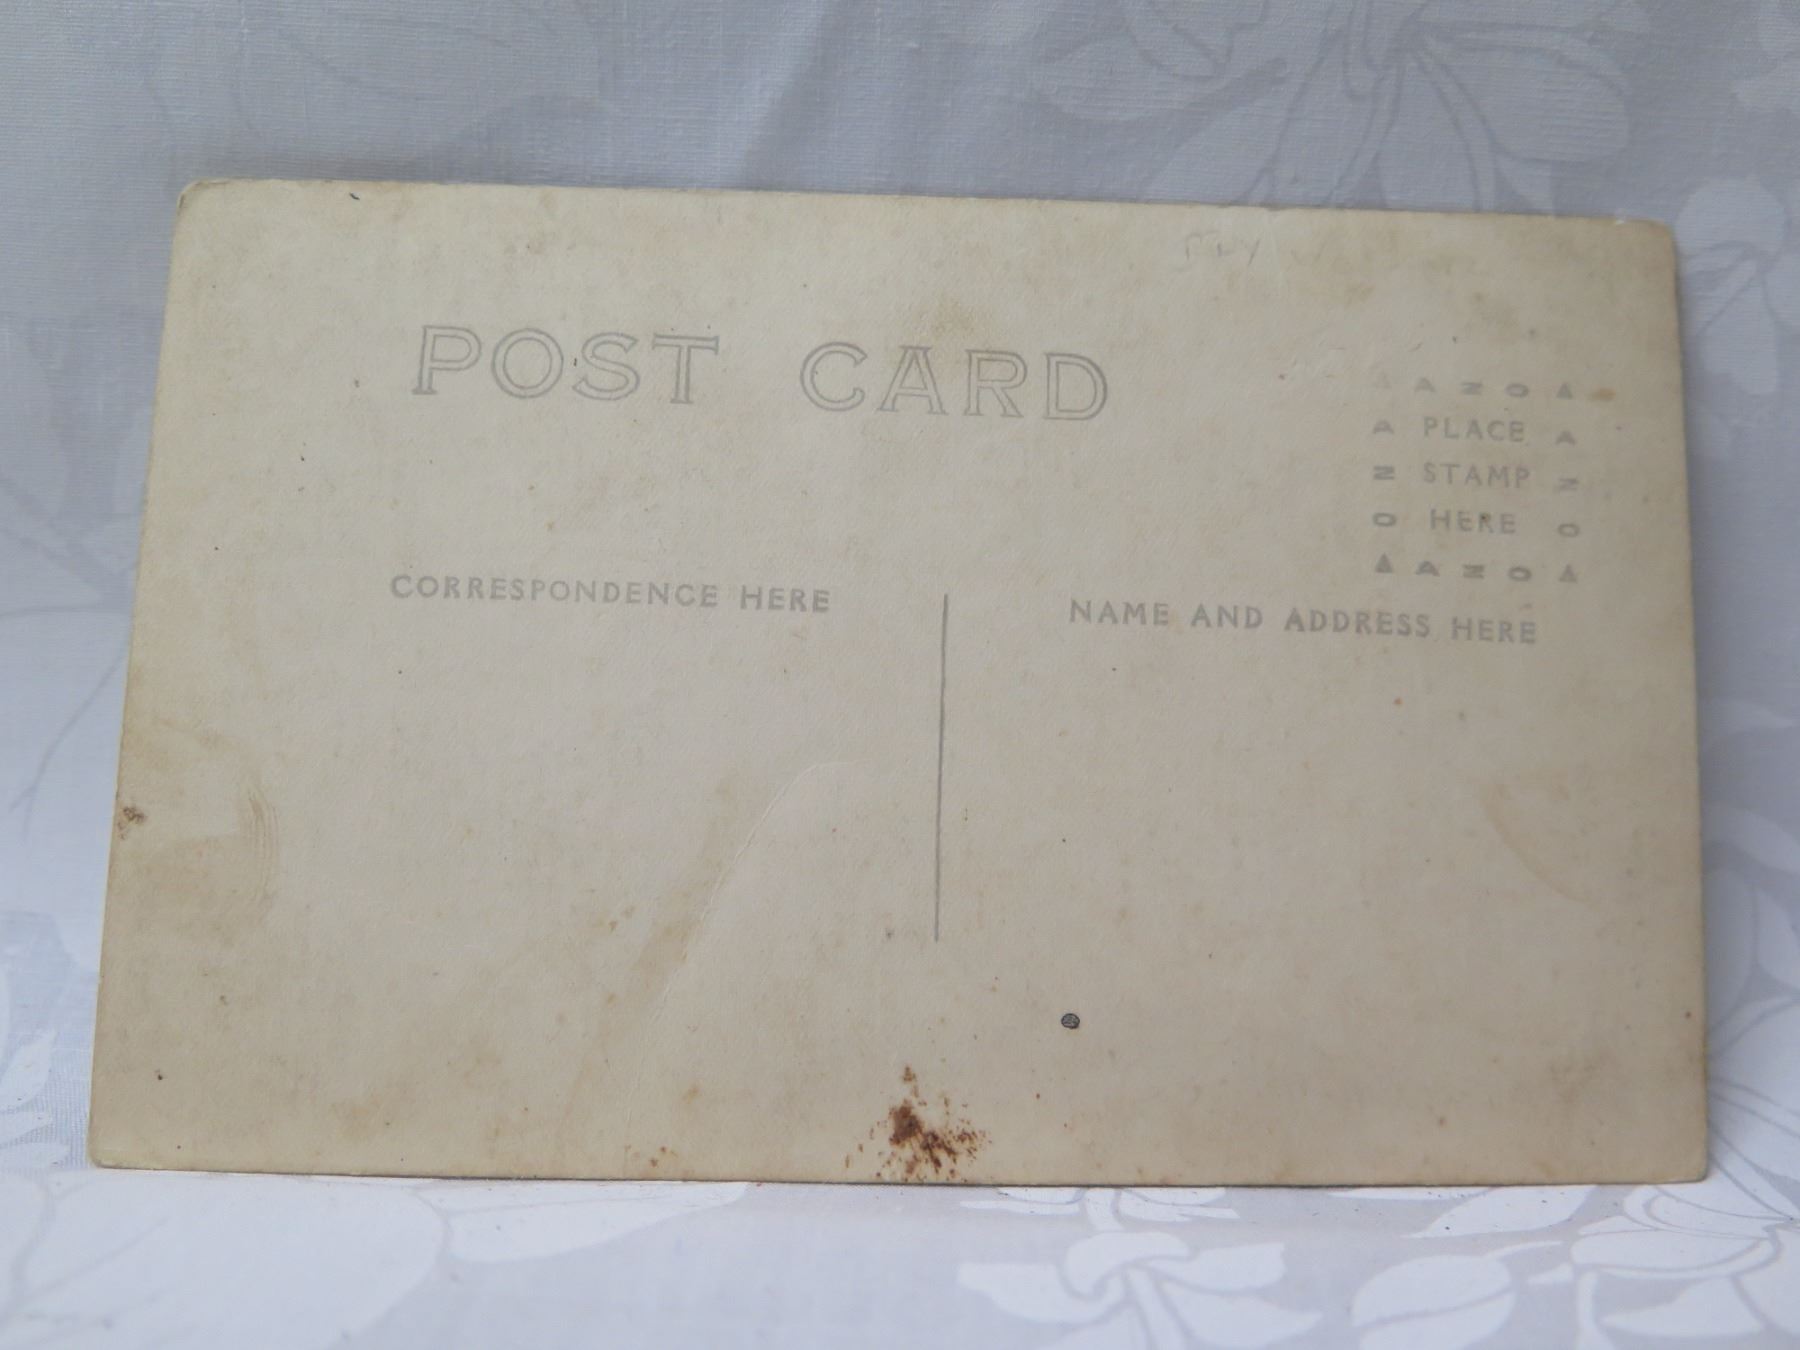 POST CARD
▲ AZO ▲
A PLACE A
Z STAMP Z
O HERE O
▲ AZO ▲
CORRESPONDENCE HERE
NAME AND ADDRESS HERE